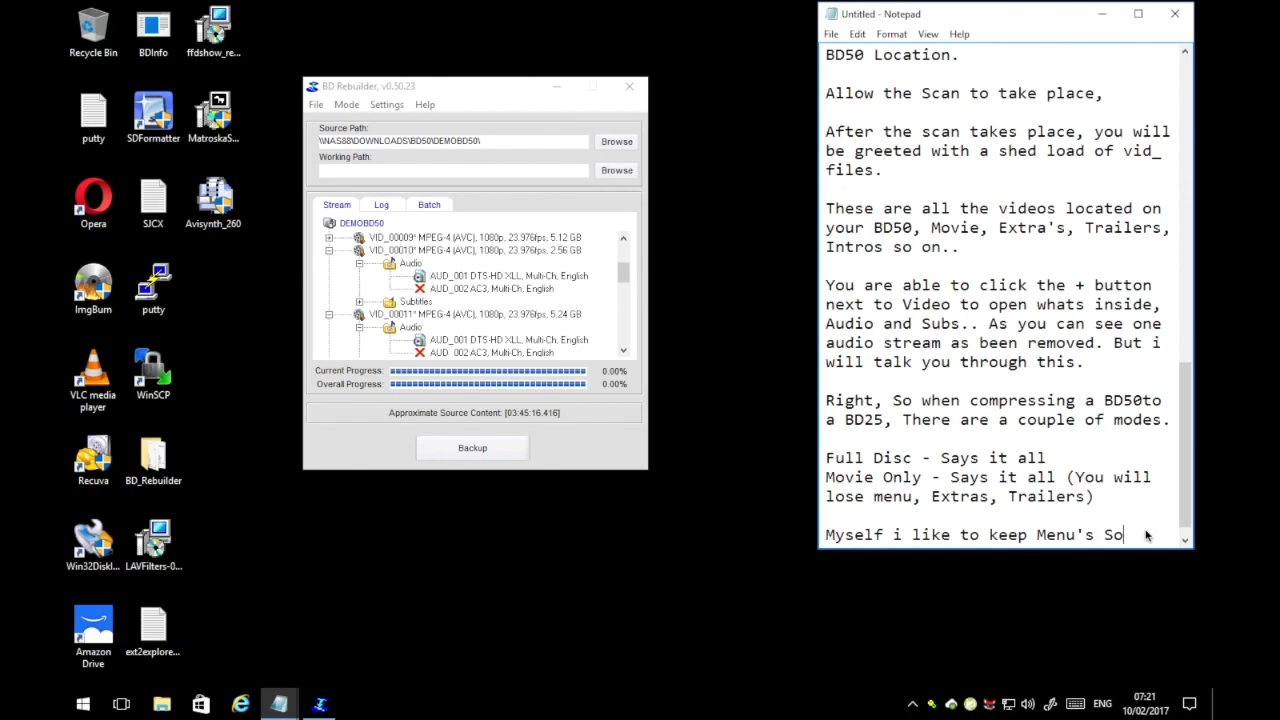 Recycle Bin
BDInfo
ffdshow_re...
putty
SDFormatter
MatroskaS...
Opera
SJCX
Avisynth_260
ImgBurn
putty
VLC media
player
WinSCP
Recuva
BD_Rebuilder
Win32DiskI...
LAVFilters-0...
Amazon
Drive
ext2explore...
BD Rebuilder, v0.50.23
File Mode Settings Help
Source Path:
\\NAS88\DOWNLOADS\BD50\DEMOBD50\
Browse
Working Path:
Browse
Stream Log Batch
DEMOBD50
VID_00009* MPEG-4 (AVC), 1080p, 23.976fps, 5.12 GB
VID_00010* MPEG-4 (AVC), 1080p, 23.976fps, 2.56 GB
Audio
AUD_001 DTS-HD XLL, Multi-Ch, English
AUD_002 AC3, Multi-Ch, English
Subtitles
VID_00011* MPEG-4 (AVC), 1080p, 23.976fps, 5.24 GB
Audio
AUD_001 DTS-HD XLL, Multi-Ch, English
AUD_002 AC3, Multi-Ch, English
Current Progress: 0.00%
Overall Progress: 0.00%
Approximate Source Content: [03:45:16.416]
Backup
Untitled - Notepad
File Edit Format View Help
BD50 Location.
Allow the Scan to take place,
After the scan takes place, you will
be greeted with a shed load of vid_
files.
These are all the videos located on
your BD50, Movie, Extra's, Trailers,
Intros so on..
You are able to click the + button
next to Video to open whats inside,
Audio and Subs.. As you can see one
audio stream as been removed. But i
will talk you through this.
Right, So when compressing a BD50to
a BD25, There are a couple of modes.
Full Disc - Says it all
Movie Only - Says it all (You will
lose menu, Extras, Trailers)
Myself i like to keep Menu's So
ENG
07:21
10/02/2017